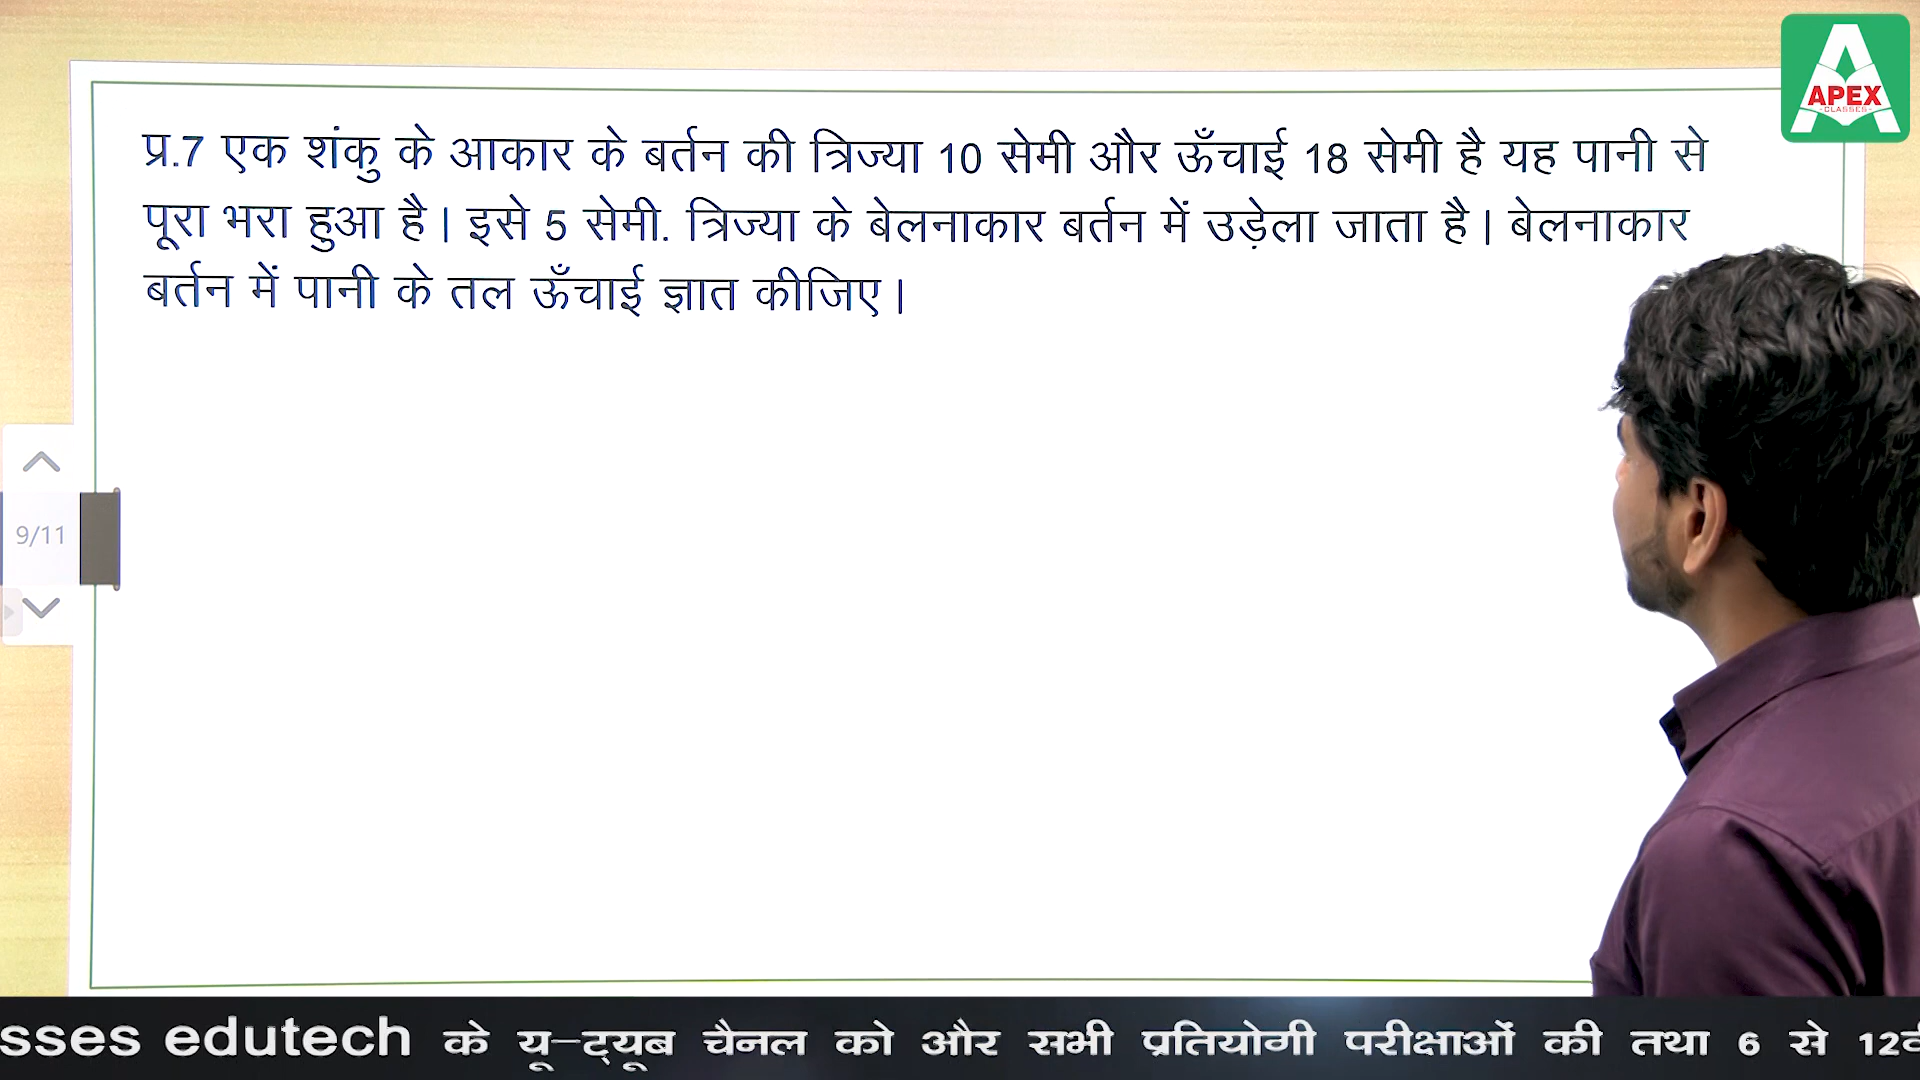 APEX
CLASSES
प्र.7 एक शंकु के आकार के बर्तन की त्रिज्या 10 सेमी और ऊँचाई 18 सेमी है यह पानी से
पूरा भरा हुआ है। इसे 5 सेमी. त्रिज्या के बेलनाकार बर्तन में उड़ेला जाता है। बेलनाकार
बर्तन में पानी के तल ऊँचाई ज्ञात कीजिए।
9/11
sses edutech के यू-ट्यूब चैनल को और सभी प्रतियोगी परीक्षाओं की तथा 6 से